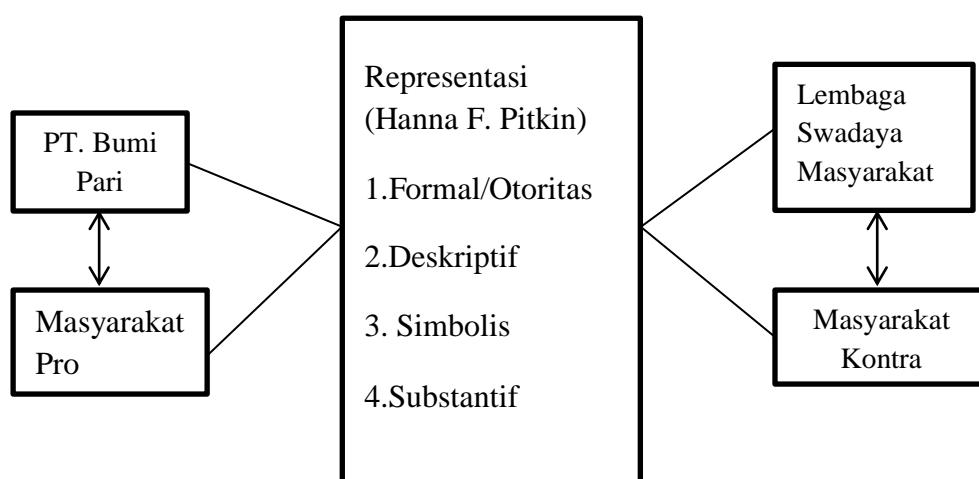 PT. Bumi
Pari
Masyarakat
Pro
Representasi
(Hanna F. Pitkin)
1.Formal/Otoritas
2.Deskriptif
3. Simbolis
4.Substantif
Lembaga
Swadaya
Masyarakat
Masyarakat
Kontra